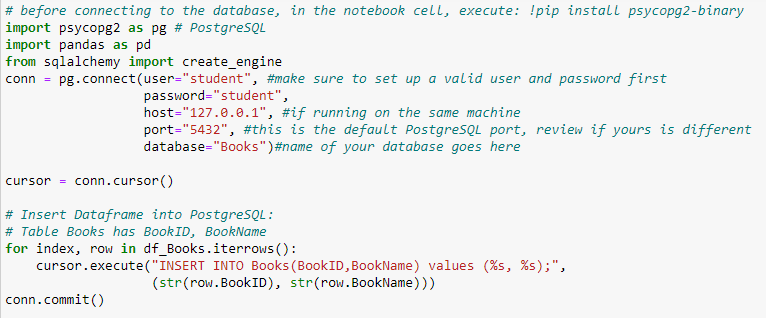 # before connecting to the database, in the notebook cell, execute: !pip install psycopg2-binary
import psycopg2 as pg # PostgreSQL
import pandas as pd
from sqlalchemy import create_engine
conn = pg.connect(user="student", #make sure to set up a valid user and password first
                  password="student",
                  host="127.0.0.1", #if running on the same machine
                  port="5432", #this is the default PostgreSQL port, review if yours is different
                  database="Books")#name of your database goes here

cursor = conn.cursor()

# Insert Dataframe into PostgreSQL:
# Table Books has BookID, BookName
for index, row in df_Books.iterrows():
    cursor.execute("INSERT INTO Books(BookID,BookName) values (%s, %s);",
                   (str(row.BookID), str(row.BookName)))
conn.commit()